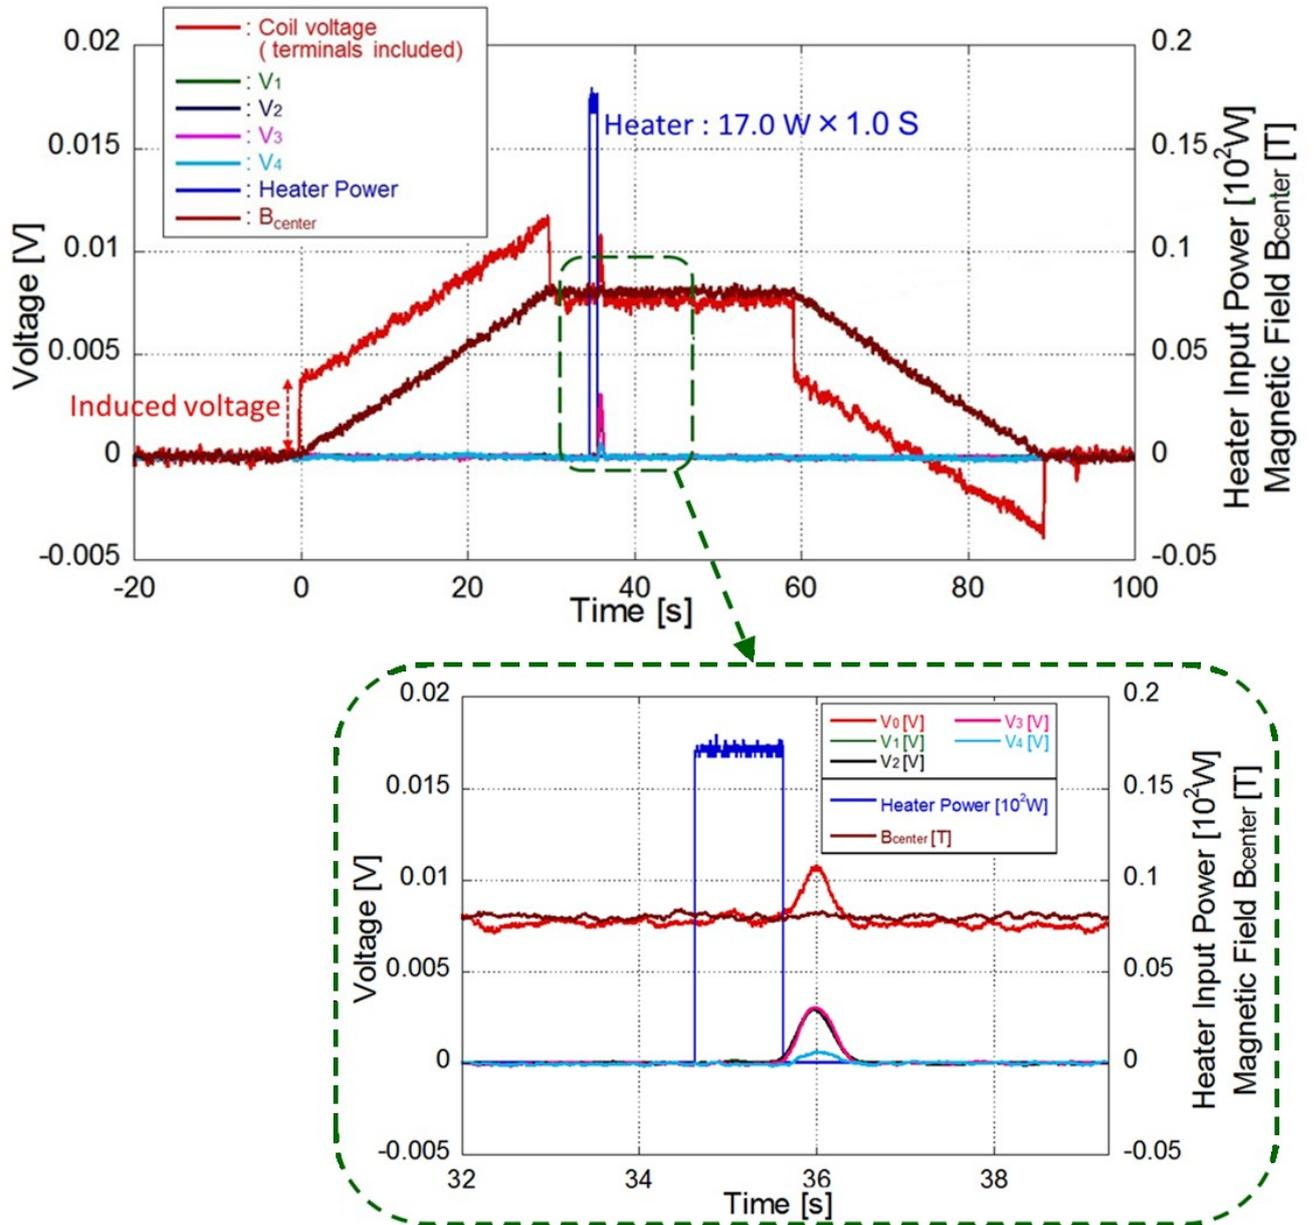 : Coil voltage
( terminals included)
: V1
: V2
: V3
: V4
: Heater Power
: Bcenter
Heater : 17.0 W × 1.0 S
Induced voltage
0.02
0.015
0.01
0.005
0
-0.005
Voltage [V]
0.2
0.15
0.1
0.05
0
-0.05
Heater Input Power [10²W]
Magnetic Field Bcenter [T]
-20
0
20
40
60
80
100
Time [s]
0.02
0.015
0.01
0.005
0
-0.005
Voltage [V]
V0 [V]
V3 [V]
V1 [V]
V4 [V]
V2 [V]
Heater Power [10²W]
Bcenter [T]
0.2
0.15
0.1
0.05
0
-0.05
Heater Input Power [10²W]
Magnetic Field Bcenter [T]
32
34
36
38
Time [s]